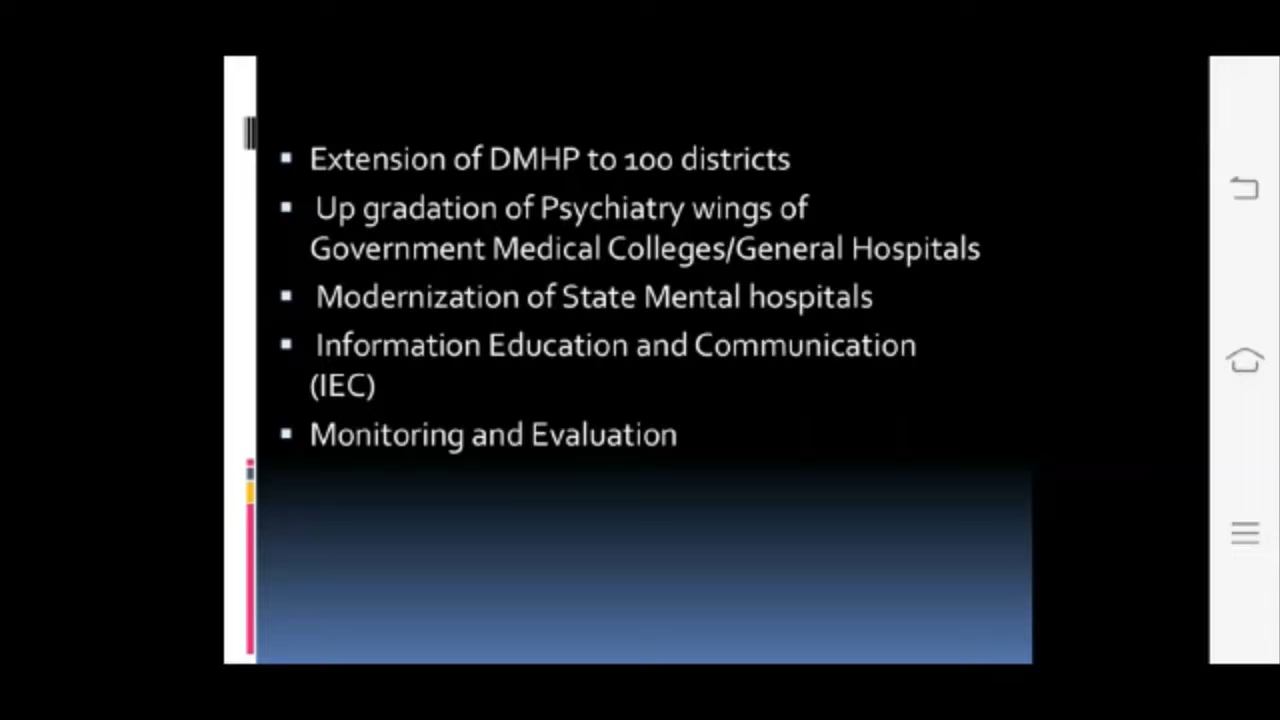 Extension of DMHP to 100 districts
Up gradation of Psychiatry wings of
Government Medical Colleges/General Hospitals
Modernization of State Mental hospitals
Information Education and Communication
(IEC)
Monitoring and Evaluation